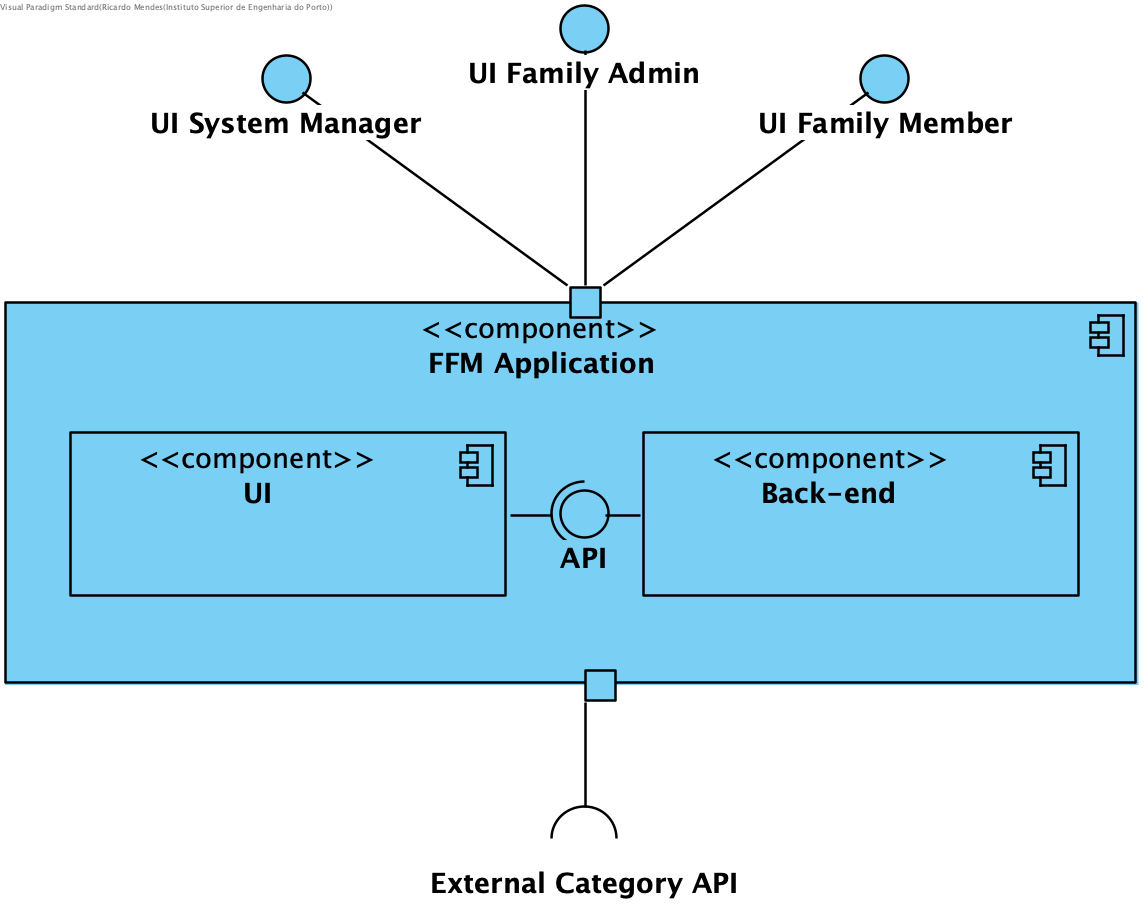 Visual Paradigm Standard(Ricardo Mendes(Instituto Superior de Engenharia do Porto))
UI Family Admin
UI System Manager
UI Family Member
<<component>>
FFM Application
<<component>>
UI
<<component>>
Back-end
API
External Category API